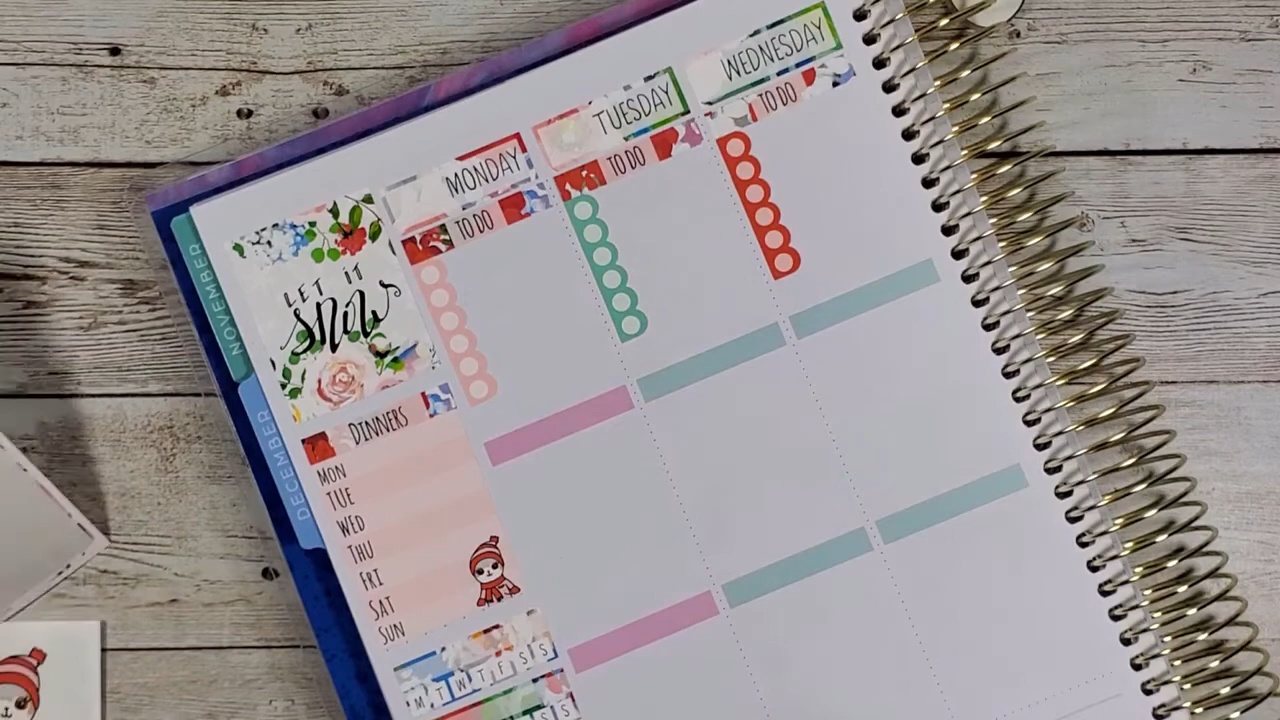 WEDNESDAY
TO DO
TUESDAY
TO DO
MONDAY
TO DO
LET IT
Snow
DINNERS
MON
TUE
WED
THU
FRI
SAT
SUN
M T W T F S S
S S
NOVEMBER
DECEMBER